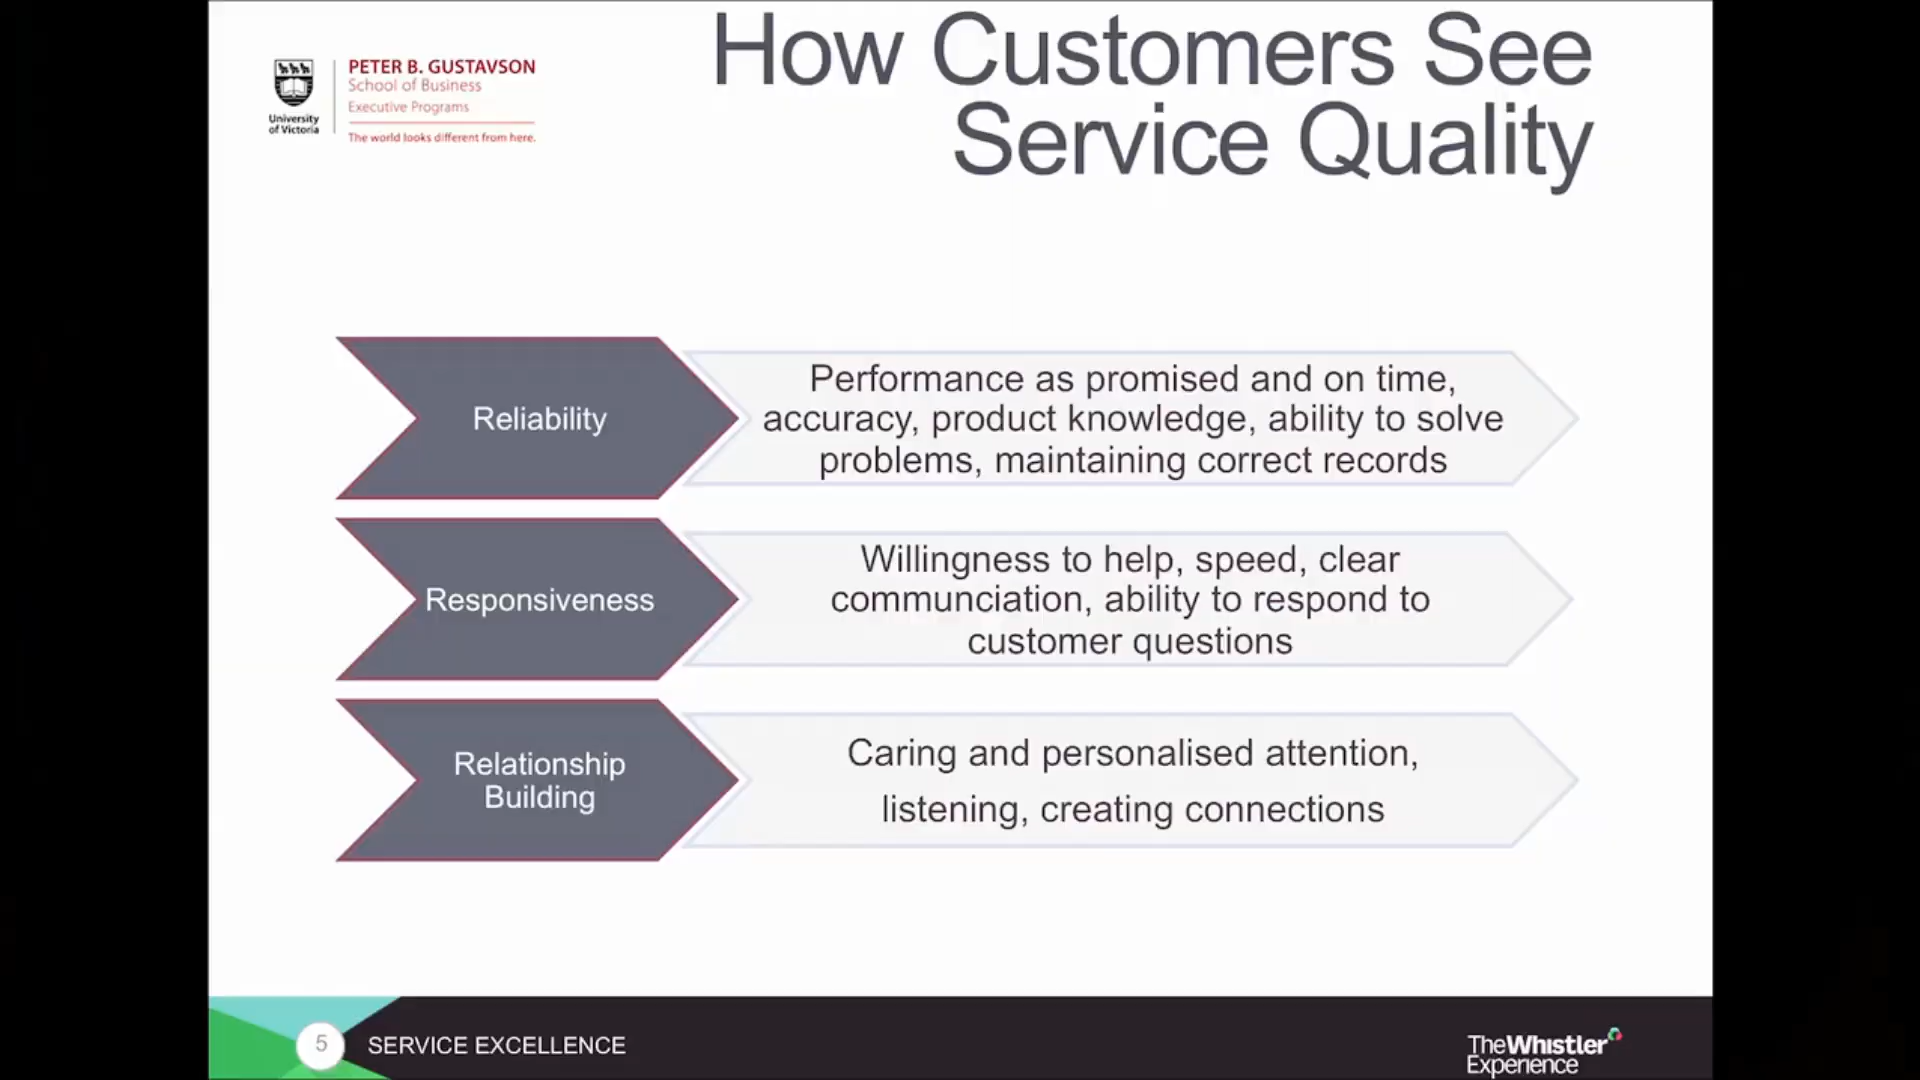 How Customers See
Service Quality
University
of Victoria
PETER B. GUSTAVSON
School of Business
Executive Programs
The world looks different from here.
Reliability
Performance as promised and on time,
accuracy, product knowledge, ability to solve
problems, maintaining correct records
Responsiveness
Willingness to help, speed, clear
communciation, ability to respond to
customer questions
Relationship
Building
Caring and personalised attention,
listening, creating connections
5
SERVICE EXCELLENCE
TheWhistler
Experience